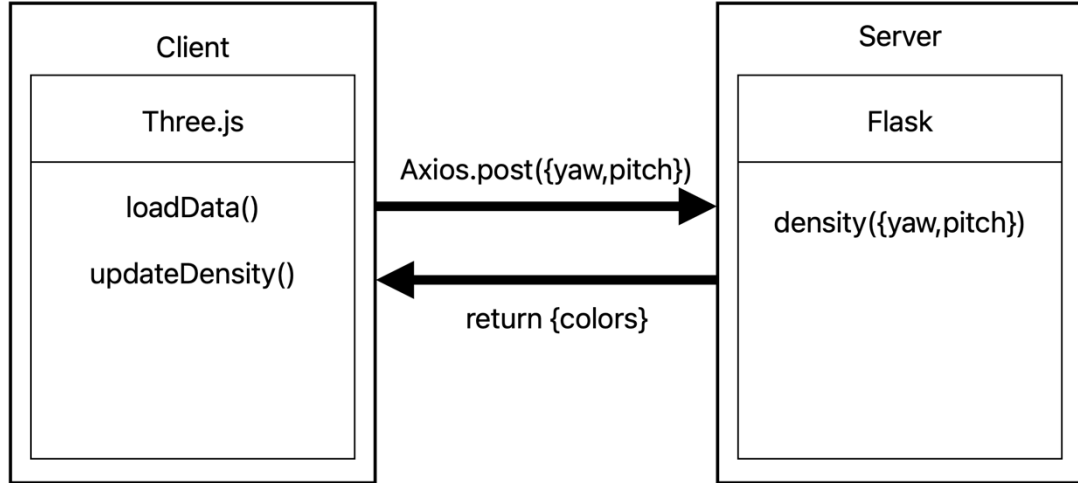 Client
Three.js
loadData()
updateDensity()
Axios.post({yaw,pitch})
return {colors}
Server
Flask
density({yaw,pitch})